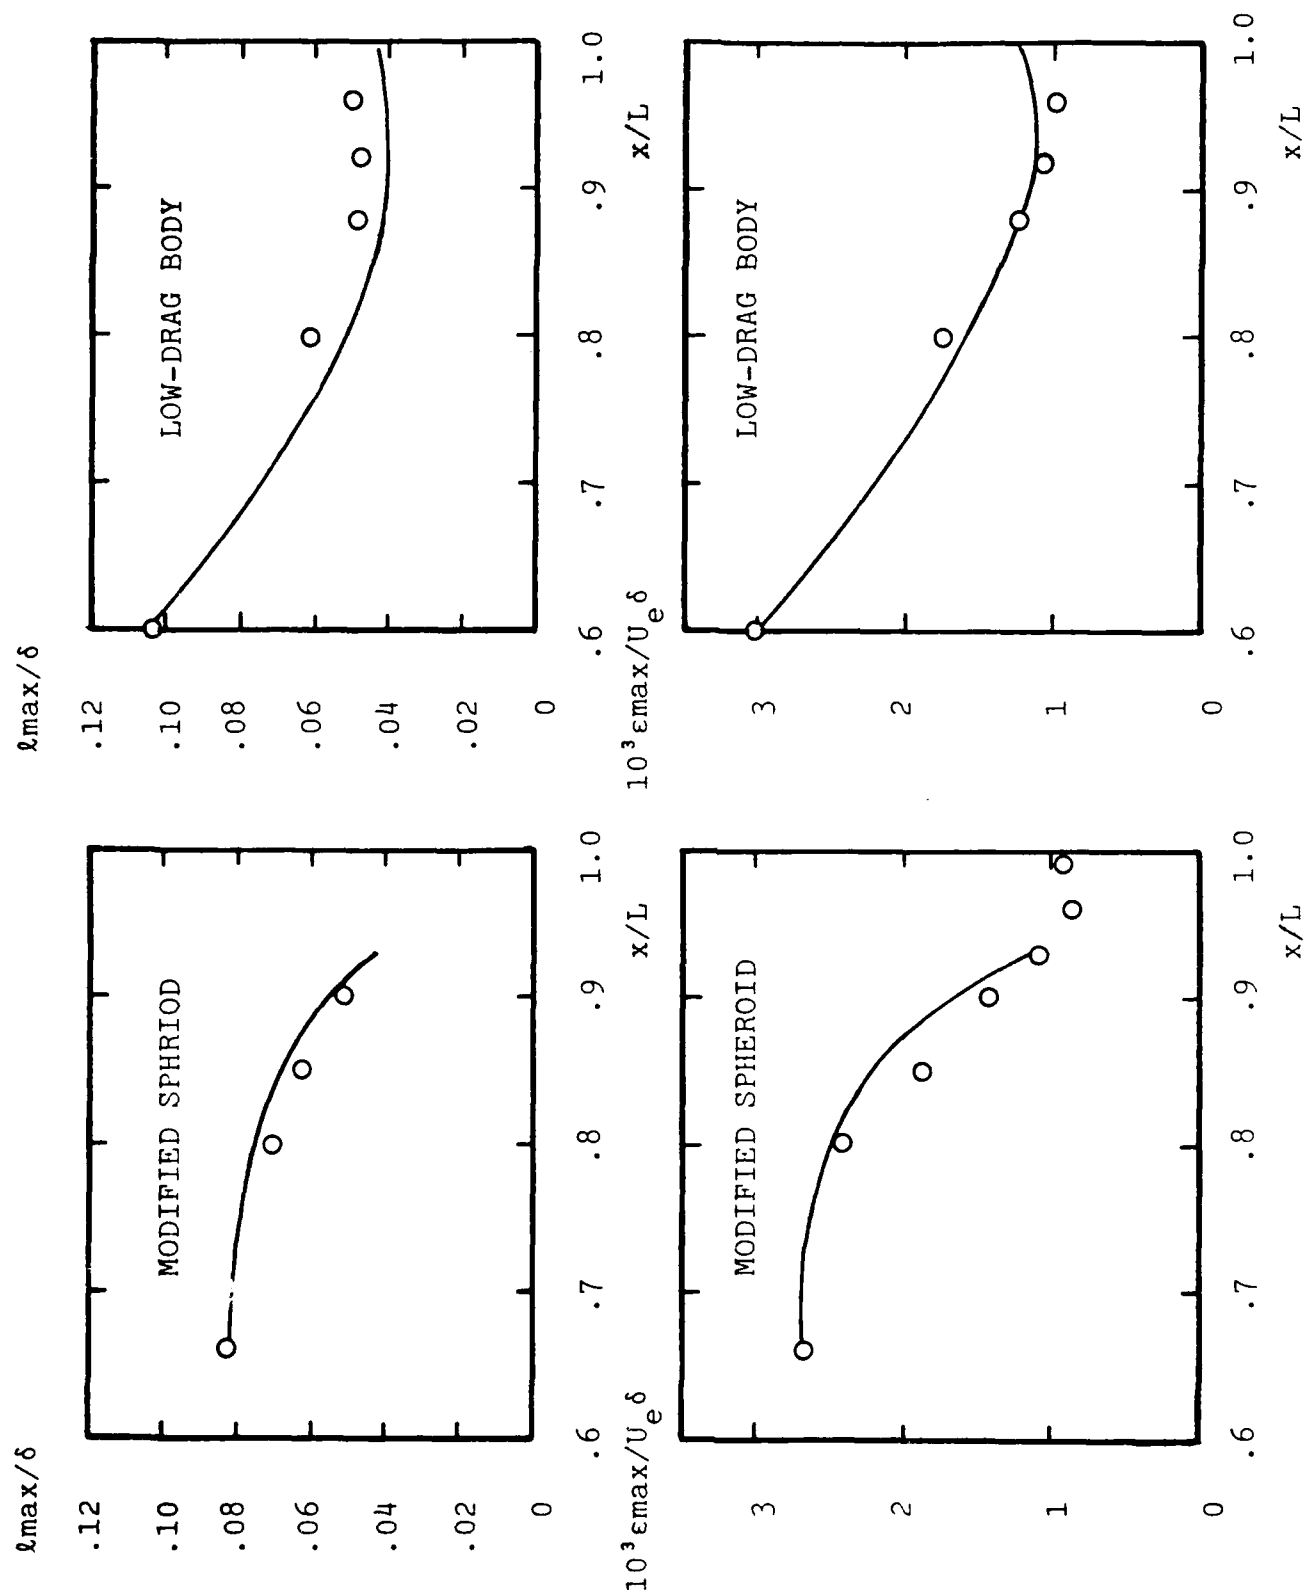 ℓmax/δ
.12
.10
.08
.06
.04
.02
0
MODIFIED SPHRIOD
.6 .7 .8 .9 1.0
x/L
ℓmax/δ
.12
.10
.08
.06
.04
.02
0
LOW-DRAG BODY
.6 .7 .8 .9 1.0
x/L
10³εmax/Uₑδ
3
2
1
0
MODIFIED SPHEROID
.6 .7 .8 .9 1.0
x/L
10³εmax/Uₑδ
3
2
1
0
LOW-DRAG BODY
.6 .7 .8 .9 1.0
x/L